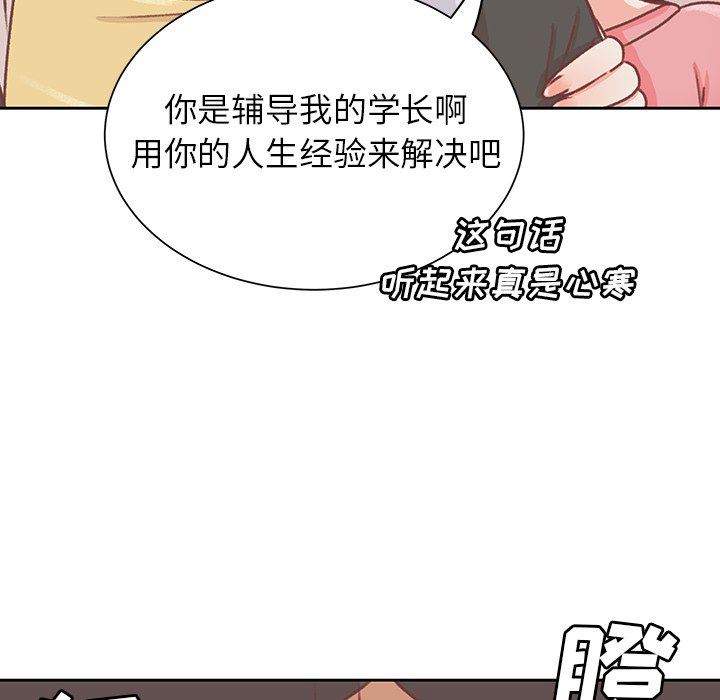 你是辅导我的学长啊
用你的人生经验来解决吧
这句话
听起来真是心寒